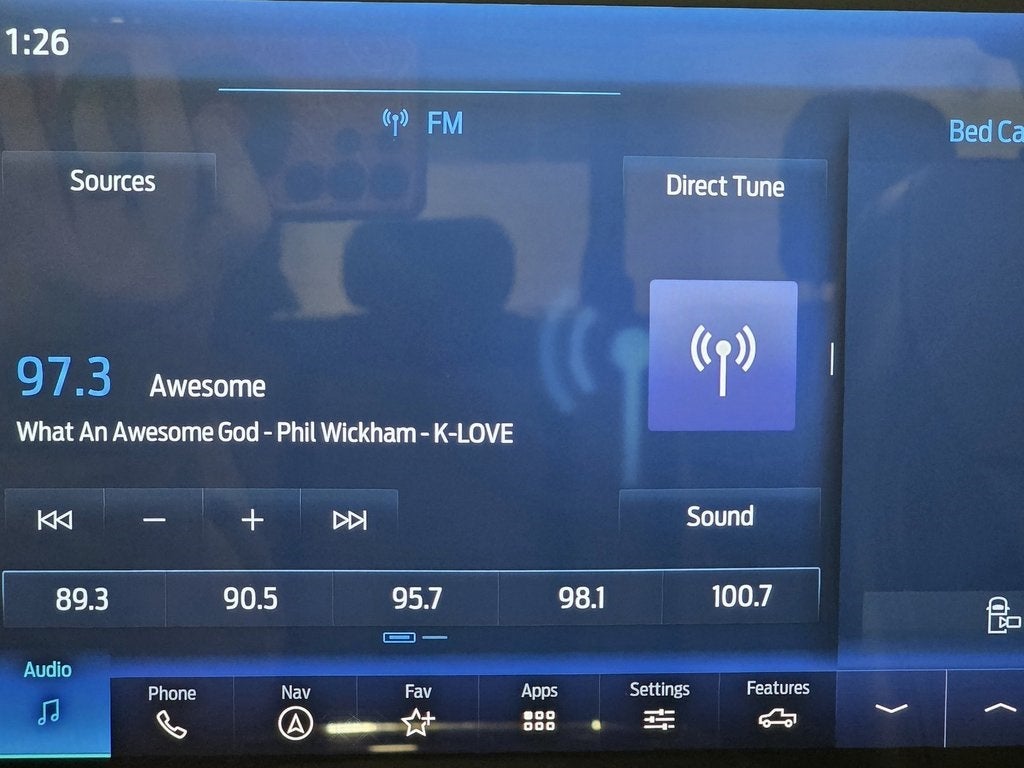 1:26
FM
Bed Ca
Sources
Direct Tune
97.3 Awesome
What An Awesome God - Phil Wickham - K-LOVE
Sound
89.3 90.5 95.7 98.1 100.7
Audio
Phone Nav Fav Apps Settings Features